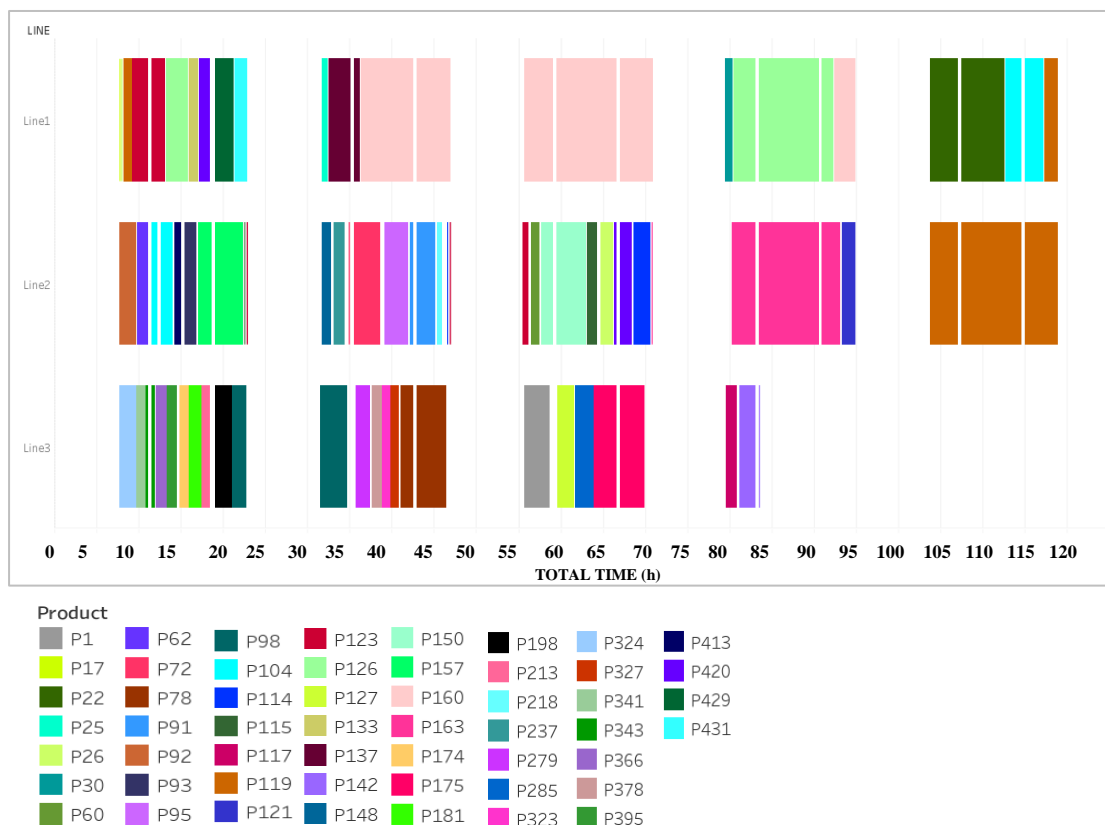 LINE
Line1
Line2
Line3
0 5 10 15 20 25 30 35 40 45 50 55 60 65 70 75 80 85 90 95 100 105 110 115 120
TOTAL TIME (h)
Product
P1 P62 P98 P123 P150 P198 P324 P413
P17 P72 P104 P126 P157 P213 P327 P420
P22 P78 P114 P127 P160 P218 P341 P429
P25 P91 P115 P133 P163 P237 P343 P431
P26 P92 P117 P137 P174 P279 P366
P30 P93 P119 P142 P175 P285 P378
P60 P95 P121 P148 P181 P323 P395